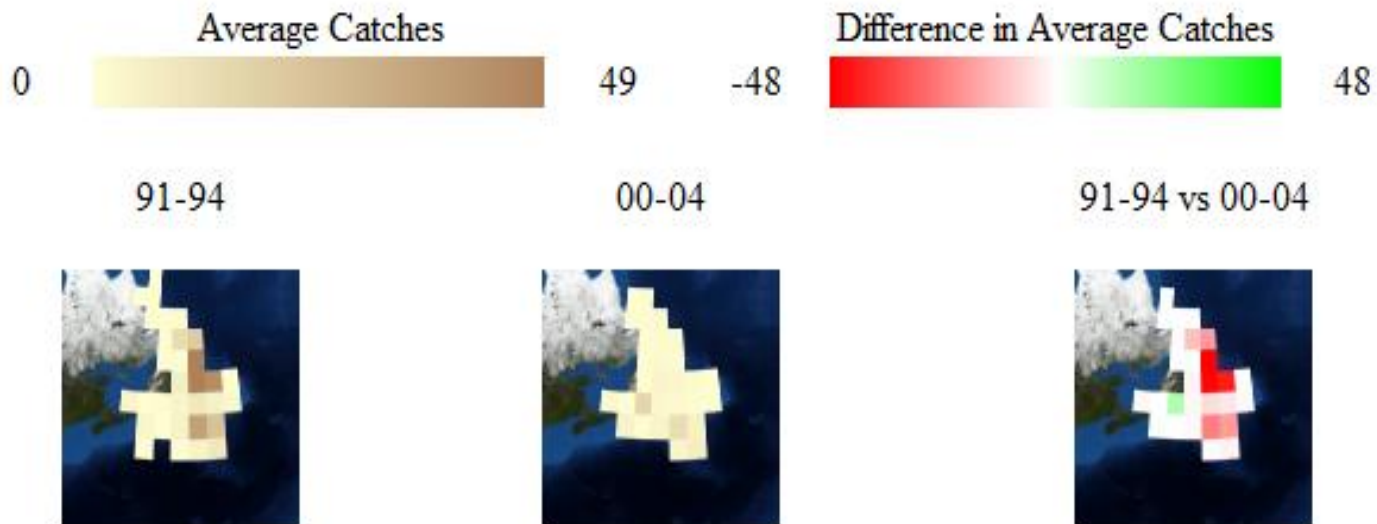 Average Catches
Difference in Average Catches
0
49
-48
48
91-94
00-04
91-94 vs 00-04